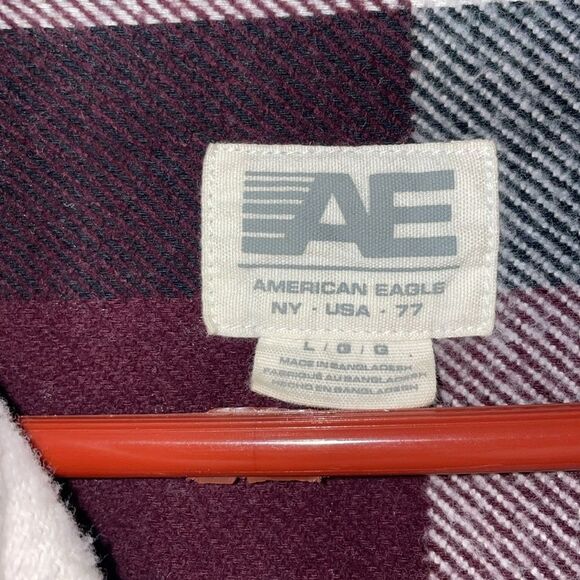 AE
AMERICAN EAGLE
NY · USA · 77
L / G / G
MADE IN BANGLADESH
FABRIQUÉ AU BANGLADESH
HECHO EN BANGLADESH